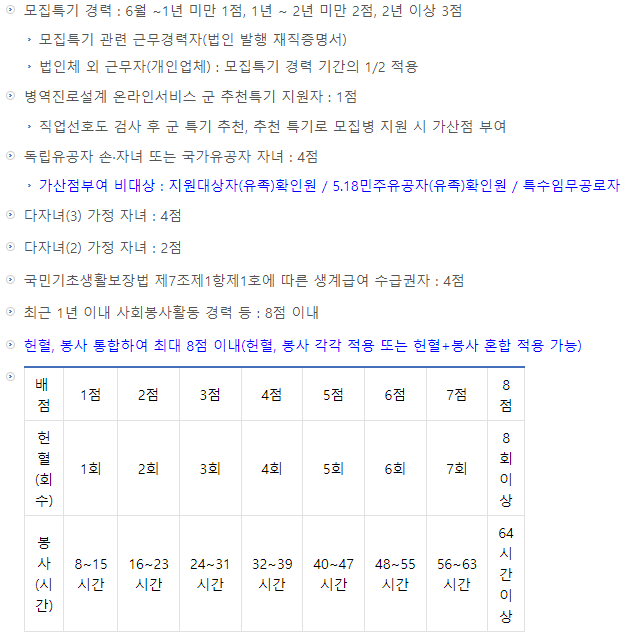 모집특기 경력 : 6월 ~1년 미만 1점, 1년 ~ 2년 미만 2점, 2년 이상 3점
모집특기 관련 근무경력자(법인 발행 재직증명서)
법인체 외 근무자(개인업체) : 모집특기 경력 기간의 1/2 적용
병역진로설계 온라인서비스 군 추천특기 지원자 : 1점
직업선호도 검사 후 군 특기 추천, 추천 특기로 모집병 지원 시 가산점 부여
독립유공자 손·자녀 또는 국가유공자 자녀 : 4점
가산점부여 비대상 : 지원대상자(유족)확인원 / 5.18민주유공자(유족)확인원 / 특수임무공로자
다자녀(3) 가정 자녀 : 4점
다자녀(2) 가정 자녀 : 2점
국민기초생활보장법 제7조제1항제1호에 따른 생계급여 수급권자 : 4점
최근 1년 이내 사회봉사활동 경력 등 : 8점 이내
헌혈, 봉사 통합하여 최대 8점 이내(헌혈, 봉사 각각 적용 또는 헌혈+봉사 혼합 적용 가능)
배점 1점 2점 3점 4점 5점 6점 7점 8점
헌혈(회수) 1회 2회 3회 4회 5회 6회 7회 8회이상
봉사(시간) 8~15시간 16~23시간 24~31시간 32~39시간 40~47시간 48~55시간 56~63시간 64시간이상